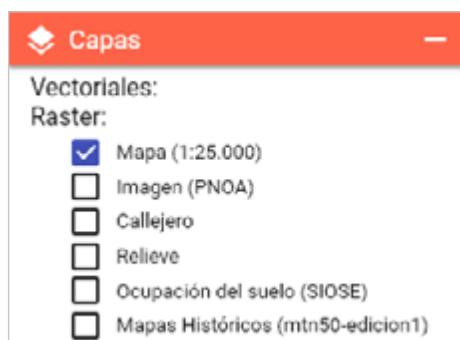 Capas
Vectoriales:
Raster:
Mapa (1:25.000)
Imagen (PNOA)
Callejero
Relieve
Ocupación del suelo (SIOSE)
Mapas Históricos (mtn50-edicion1)